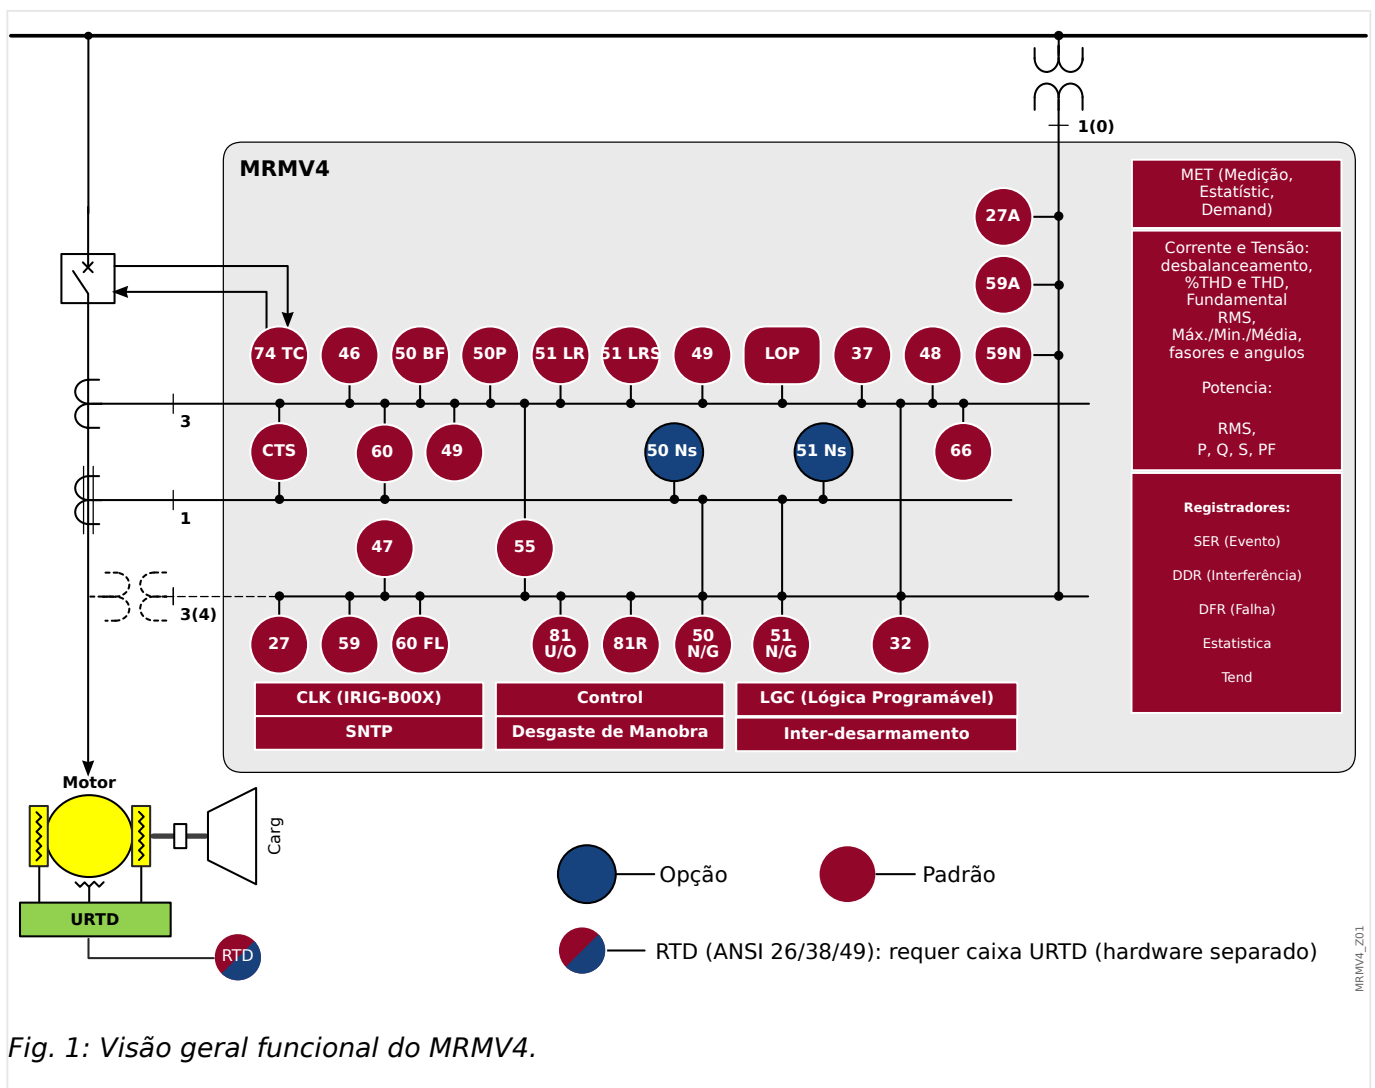 1(0)
MRMV4
MET (Medição,
Estatístic,
Demand)
27A
Corrente e Tensão:
desbalanceamento,
%THD e THD,
Fundamental
RMS,
Máx./Min./Média,
fasores e angulos
Potencia:
RMS,
P, Q, S, PF
59A
74 TC
46
50 BF
50P
51 LR
51 LRS
49
LOP
37
48
59N
3
CTS
60
49
50 Ns
51 Ns
66
1
Registradores:
SER (Evento)
DDR (Interferência)
DFR (Falha)
Estatistica
Tend
47
55
3(4)
27
59
60 FL
81
U/O
81R
50
N/G
51
N/G
32
CLK (IRIG-B00X)
SNTP
Control
Desgaste de Manobra
LGC (Lógica Programável)
Inter-desarmamento
Motor
Carg
URTD
RTD
Opção
Padrão
RTD (ANSI 26/38/49): requer caixa URTD (hardware separado)
MRMV4_Z01
Fig. 1: Visão geral funcional do MRMV4.